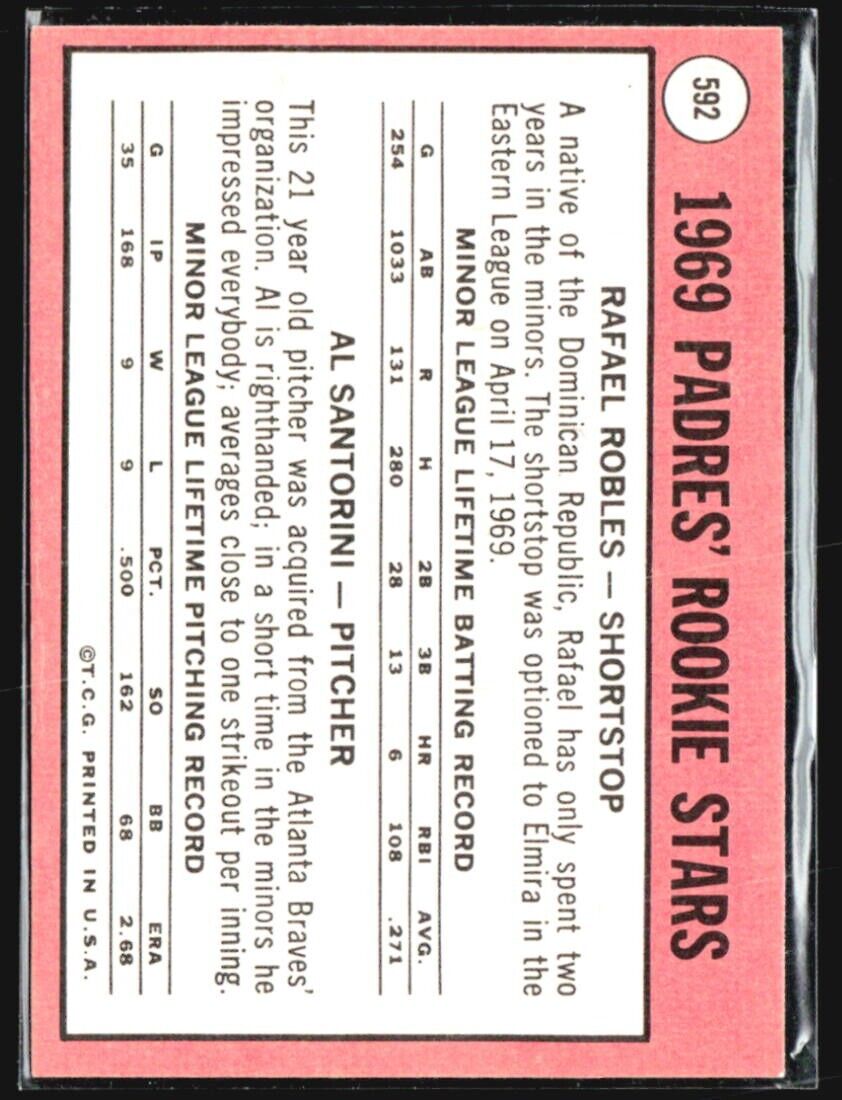 592
1969 PADRES' ROOKIE STARS
RAFAEL ROBLES — SHORTSTOP
A native of the Dominican Republic, Rafael has only spent two
years in the minors. The shortstop was optioned to Elmira in the
Eastern League on April 17, 1969.
MINOR LEAGUE LIFETIME BATTING RECORD
G AB R H 2B 3B HR RBI AVG.
254 1033 131 280 28 13 6 108 .271
AL SANTORINI — PITCHER
This 21 year old pitcher was acquired from the Atlanta Braves'
organization. Al is righthanded; in a short time in the minors he
impressed everybody; averages close to one strikeout per inning.
MINOR LEAGUE LIFETIME PITCHING RECORD
G IP W L PCT. SO BB ERA
35 168 9 9 .500 162 68 2.68
©T.C.G. PRINTED IN U.S.A.